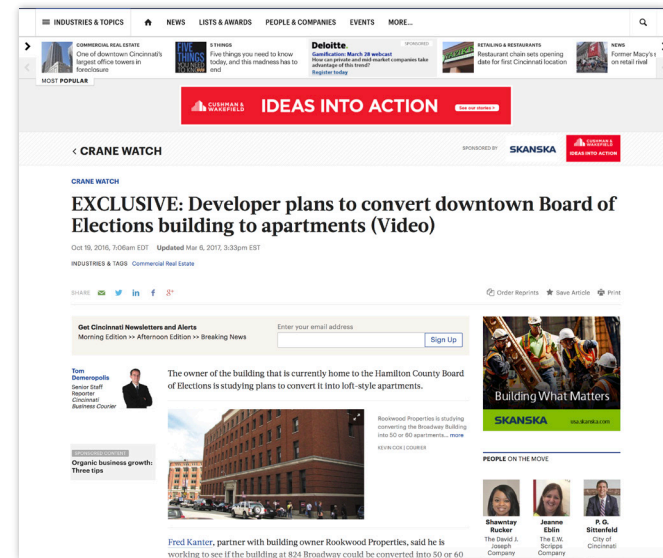 INDUSTRIES & TOPICS NEWS LISTS & AWARDS PEOPLE & COMPANIES EVENTS MORE...
COMMERCIAL REAL ESTATE
One of downtown Cincinnati's
largest office towers in
foreclosure
FIVE
THINGS
YOU NEED
TO KNOW
5 THINGS
Five things you need to know
today, and this madness has to
end
Deloitte. SPONSORED
Gamification: March 28 webcast
How can private and mid-market companies take
advantage of this trend?
Register today
RETAILING & RESTAURANTS
Restaurant chain sets opening
date for first Cincinnati location
NEWS
Former Macy's
on retail rival
MOST POPULAR
CUSHMAN &
WAKEFIELD
IDEAS INTO ACTION
See our stories >
< CRANE WATCH
SPONSORED BY SKANSKA
CUSHMAN &
WAKEFIELD
IDEAS INTO ACTION
CRANE WATCH
EXCLUSIVE: Developer plans to convert downtown Board of
Elections building to apartments (Video)
Oct 19, 2016, 7:06am EDT Updated Mar 6, 2017, 3:33pm EST
INDUSTRIES & TAGS Commercial Real Estate
SHARE
Order Reprints Save Article Print
Get Cincinnati Newsletters and Alerts
Morning Edition >> Afternoon Edition >> Breaking News
Enter your email address
Sign Up
Tom
Demeropolis
Senior Staff
Reporter
Cincinnati
Business Courier
The owner of the building that is currently home to the Hamilton County Board
of Elections is studying plans to convert it into loft-style apartments.
Rookwood Properties is studying
converting the Broadway Building
into 50 or 60 apartments... more
KEVIN COX | COURIER
SPONSORED CONTENT
Organic business growth:
Three tips
Fred Kanter, partner with building owner Rookwood Properties, said he is
working to see if the building at 824 Broadway could be converted into 50 or 60
Building What Matters
SKANSKA usa.skanska.com
PEOPLE ON THE MOVE
Shawntay
Rucker
The David J.
Joseph
Company
Jeanne
Eblin
The E.W.
Scripps
Company
P. G.
Sittenfeld
City of
Cincinnati